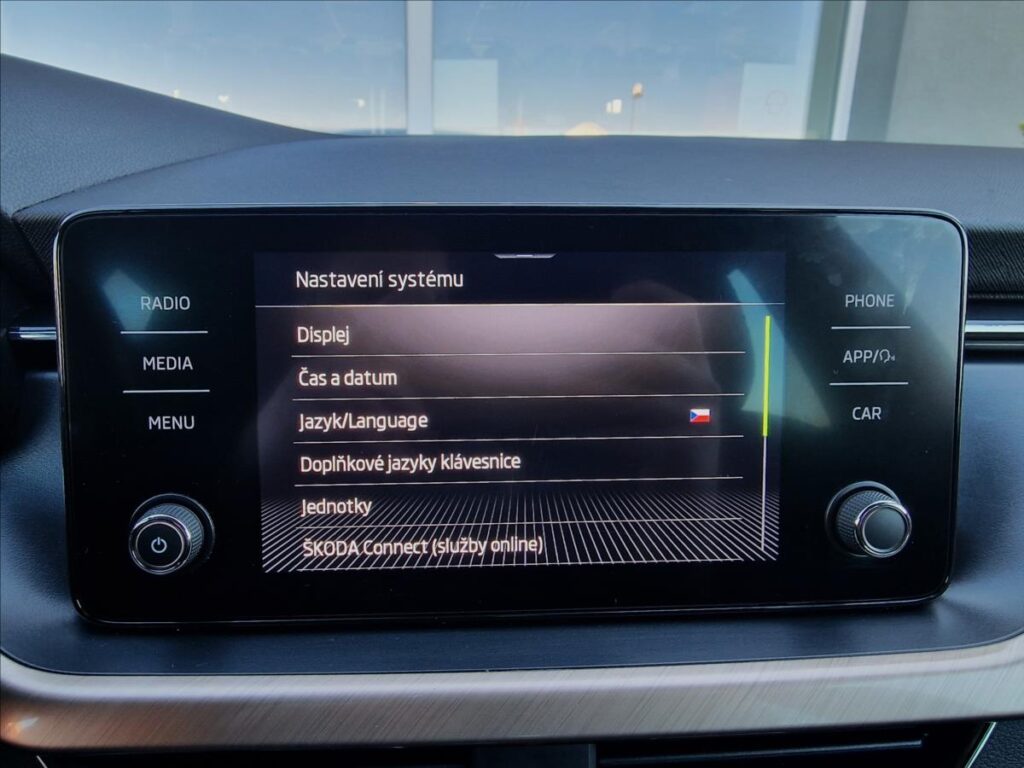 RADIO
MEDIA
MENU
Nastavení systému
Displej
Čas a datum
Jazyk/Language
Doplňkové jazyky klávesnice
Jednotky
ŠKODA Connect (služby online)
PHONE
APP/
CAR